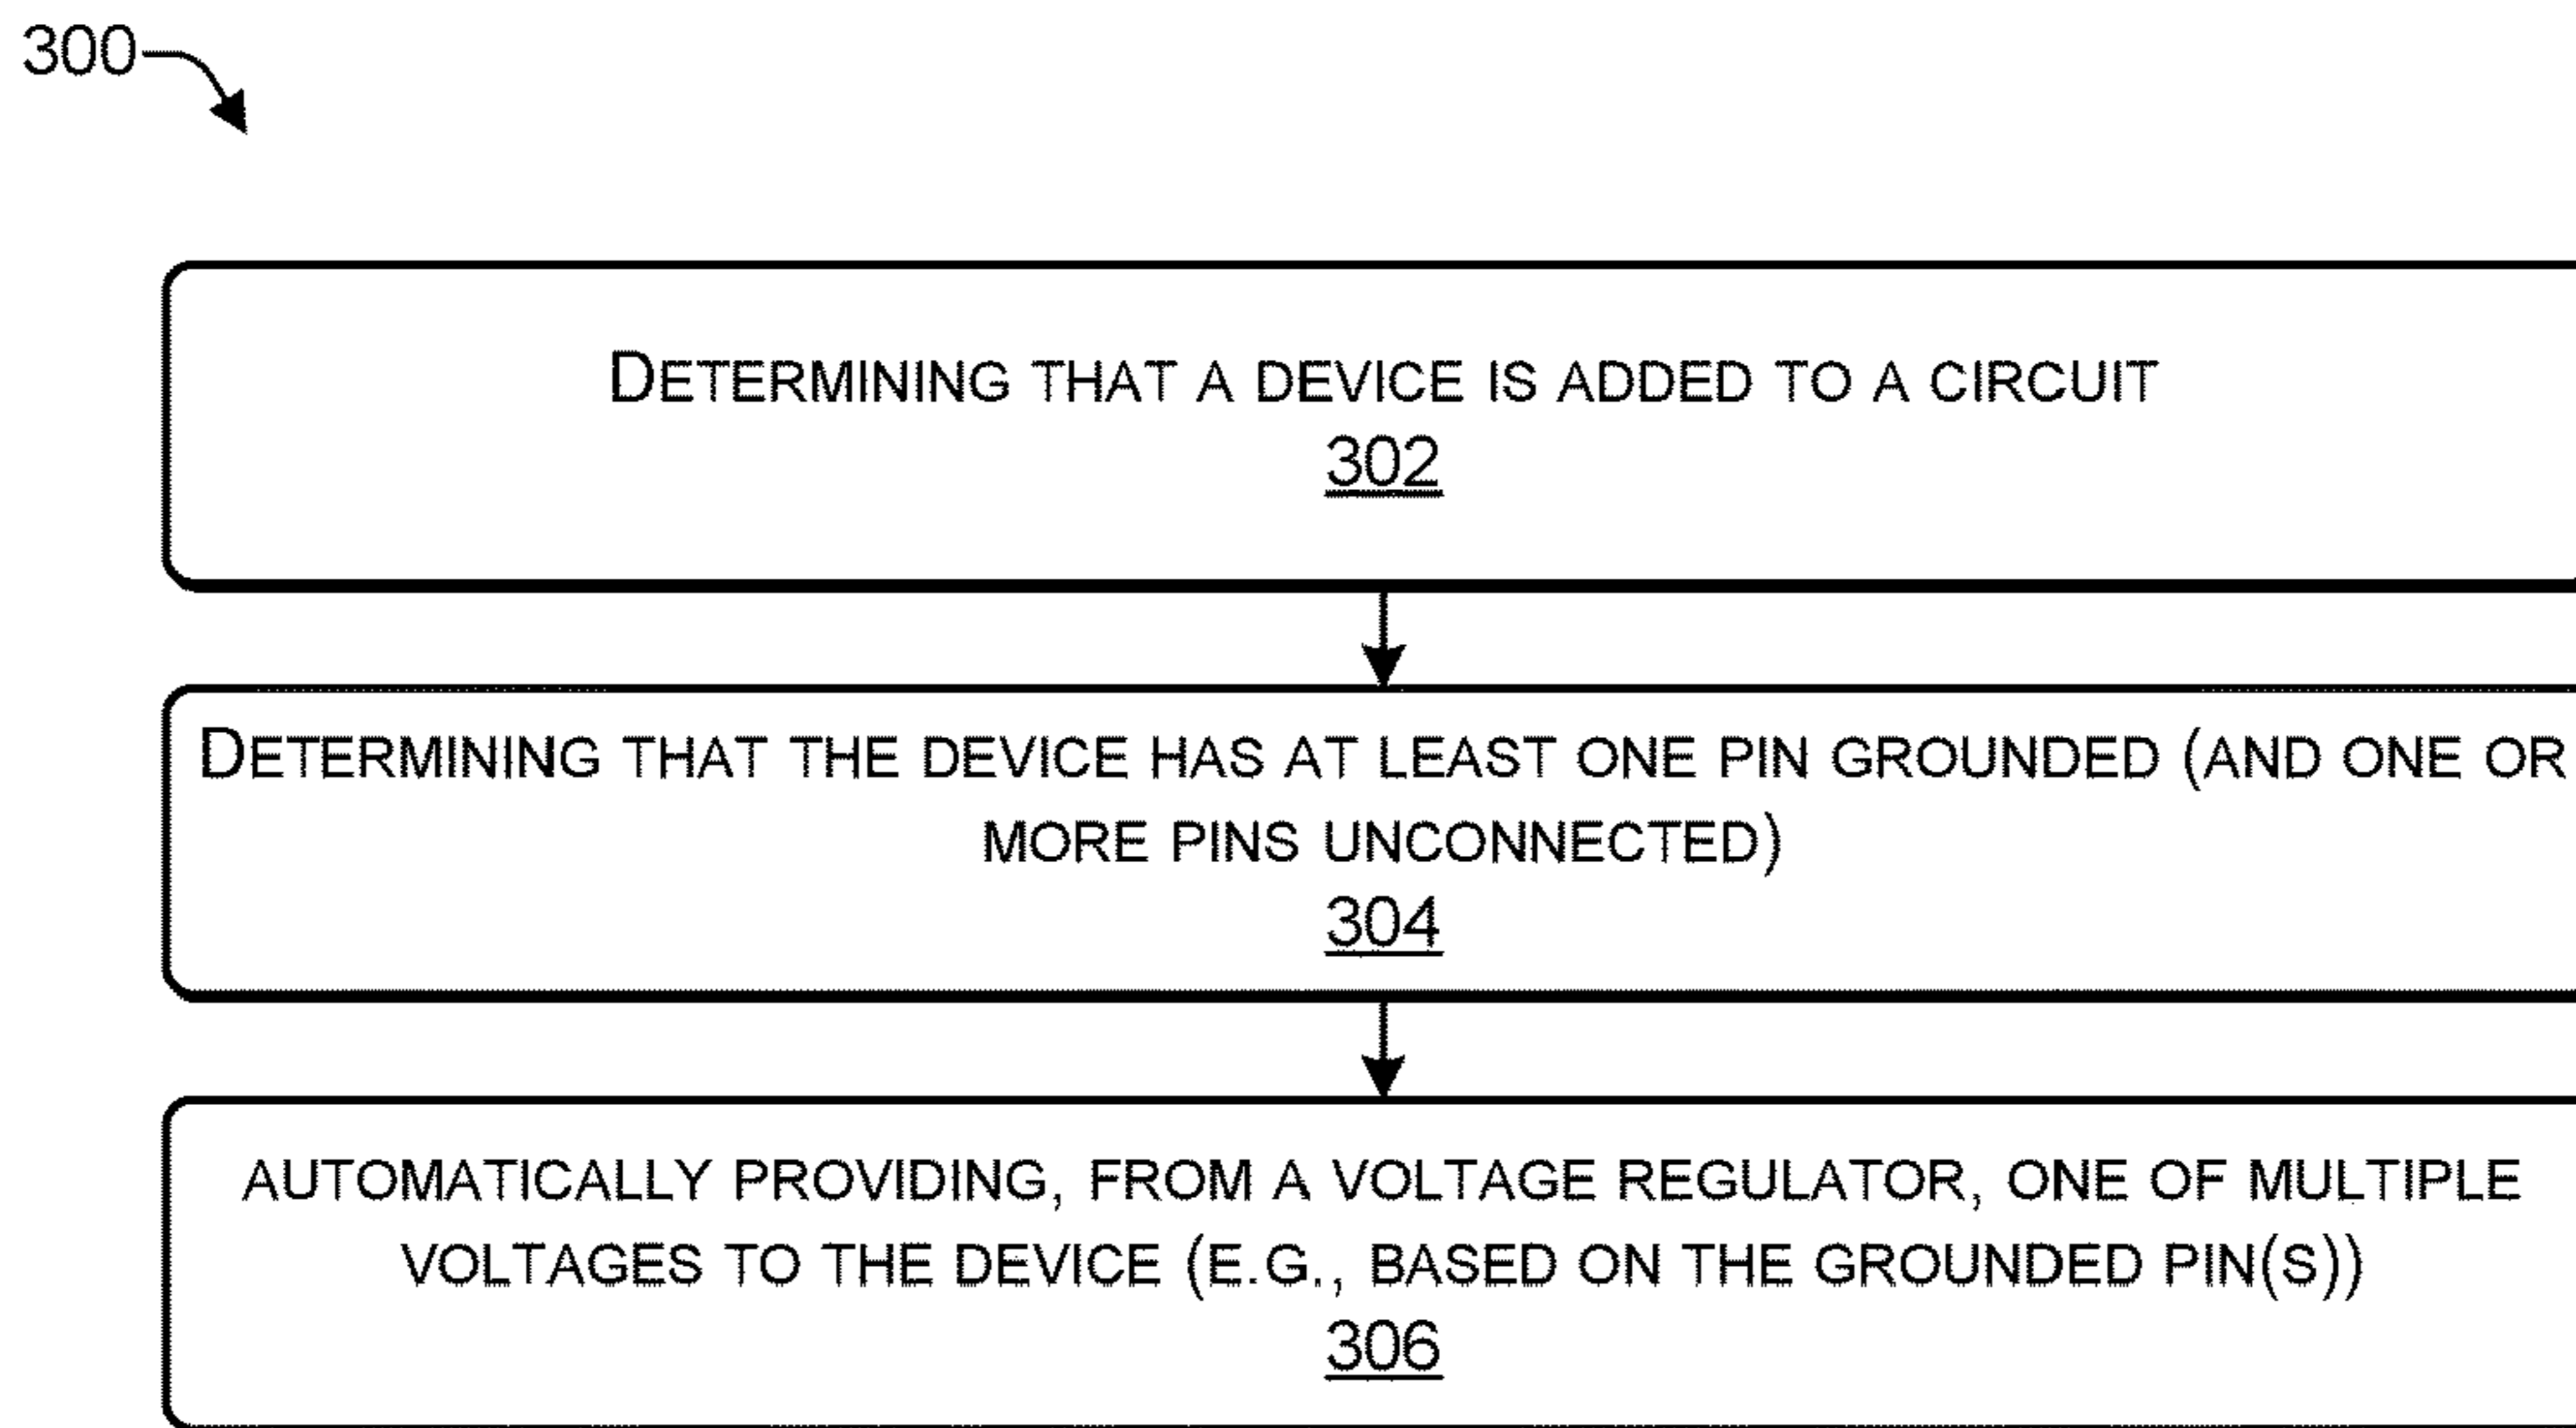 300
DETERMINING THAT A DEVICE IS ADDED TO A CIRCUIT
302
DETERMINING THAT THE DEVICE HAS AT LEAST ONE PIN GROUNDED (AND ONE OR
MORE PINS UNCONNECTED)
304
AUTOMATICALLY PROVIDING, FROM A VOLTAGE REGULATOR, ONE OF MULTIPLE
VOLTAGES TO THE DEVICE (E.G., BASED ON THE GROUNDED PIN(S))
306